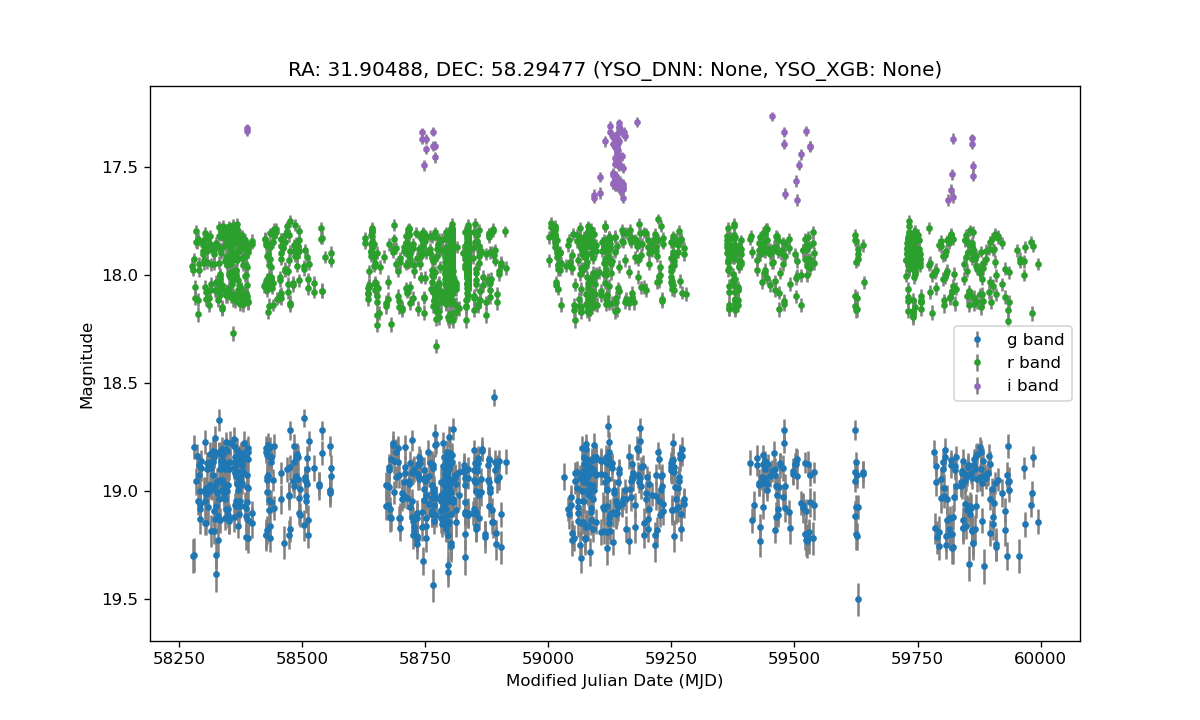 RA: 31.90488, DEC: 58.29477 (YSO_DNN: None, YSO_XGB: None)
17.5
18.0
18.5
19.0
19.5
Magnitude
g band
r band
i band
58250 58500 58750 59000 59250 59500 59750 60000
Modified Julian Date (MJD)